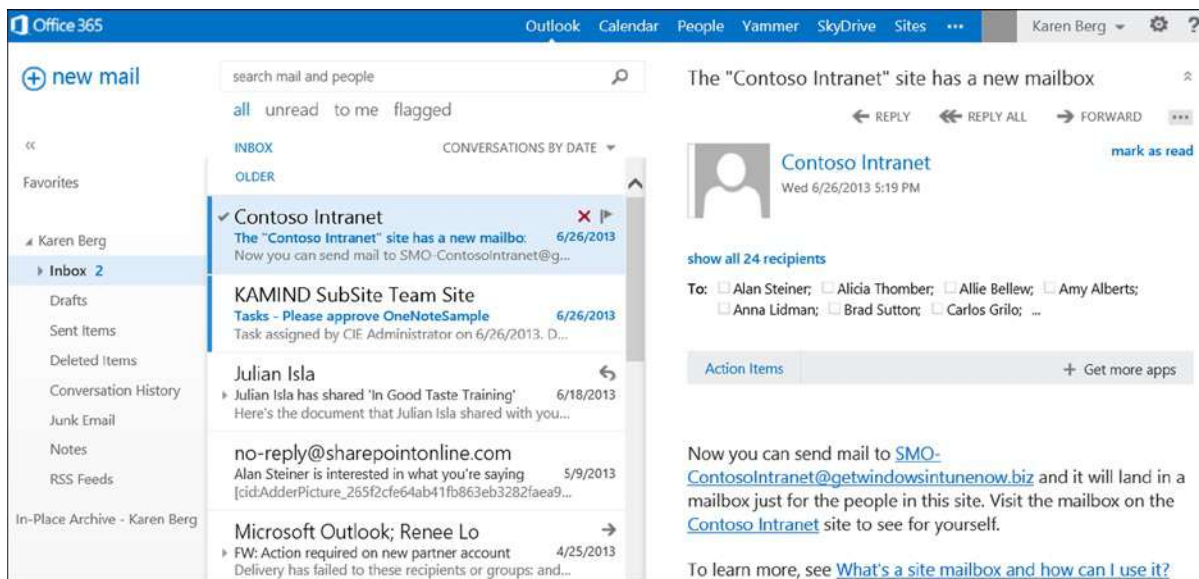 Office 365
Outlook Calendar People Yammer SkyDrive Sites ••• Karen Berg ?
new mail
«
Favorites
Karen Berg
Inbox 2
Drafts
Sent Items
Deleted Items
Conversation History
Junk Email
Notes
RSS Feeds
In-Place Archive - Karen Berg
search mail and people
all unread to me flagged
INBOX CONVERSATIONS BY DATE
OLDER
Contoso Intranet
The "Contoso Intranet" site has a new mailbo: 6/26/2013
Now you can send mail to SMO-ContosoIntranet@g...
KAMIND SubSite Team Site
Tasks - Please approve OneNoteSample 6/26/2013
Task assigned by CIE Administrator on 6/26/2013. D...
Julian Isla
Julian Isla has shared 'In Good Taste Training' 6/18/2013
Here's the document that Julian Isla shared with you...
no-reply@sharepointonline.com
Alan Steiner is interested in what you're saying 5/9/2013
[cid:AdderPicture_265f2cfe64ab41fb863eb3282faea9...
Microsoft Outlook; Renee Lo
FW: Action required on new partner account 4/25/2013
Delivery has failed to these recipients or groups: and...
The "Contoso Intranet" site has a new mailbox
REPLY REPLY ALL FORWARD •••
mark as read
Contoso Intranet
Wed 6/26/2013 5:19 PM
show all 24 recipients
To: Alan Steiner; Alicia Thomber; Allie Bellew; Amy Alberts;
Anna Lidman; Brad Sutton; Carlos Grilo; ...
Action Items + Get more apps
Now you can send mail to SMO-
ContosoIntranet@getwindowsintunenow.biz and it will land in a
mailbox just for the people in this site. Visit the mailbox on the
Contoso Intranet site to see for yourself.
To learn more, see What's a site mailbox and how can I use it?